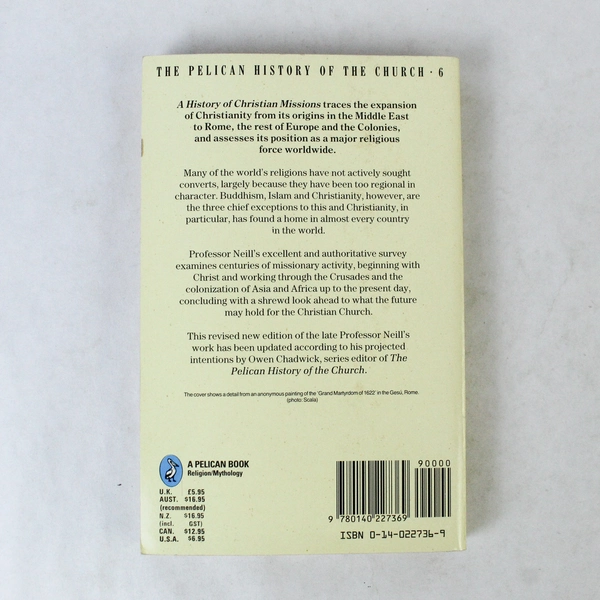 THE PELICAN HISTORY OF THE CHURCH · 6
A History of Christian Missions traces the expansion
of Christianity from its origins in the Middle East
to Rome, the rest of Europe and the Colonies,
and assesses its position as a major religious
force worldwide.
Many of the world's religions have not actively sought
converts, largely because they have been too regional in
character. Buddhism, Islam and Christianity, however, are
the three chief exceptions to this and Christianity, in
particular, has found a home in almost every country
in the world.
Professor Neill's excellent and authoritative survey
examines centuries of missionary activity, beginning with
Christ and working through the Crusades and the
colonization of Asia and Africa up to the present day,
concluding with a shrewd look ahead to what the future
may hold for the Christian Church.
This revised new edition of the late Professor Neill's
work has been updated according to his projected
intentions by Owen Chadwick, series editor of The
Pelican History of the Church.
The cover shows a detail from an anonymous painting of the 'Grand Martyrdom of 1622' in the Gesù, Rome.
(photo: Scala)
A PELICAN BOOK
Religion/Mythology
U.K. £5.95
AUST. $16.95
(recommended)
N.Z. $16.95
(incl. GST)
CAN. $12.95
U.S.A. $6.95
90000
9 780140 227369
ISBN 0-14-022736-9